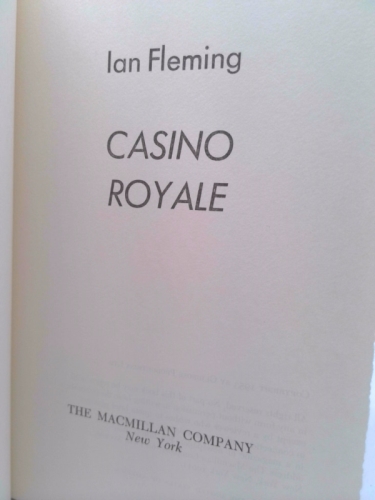 Ian Fleming
CASINO
ROYALE
THE MACMILLAN COMPANY
New York